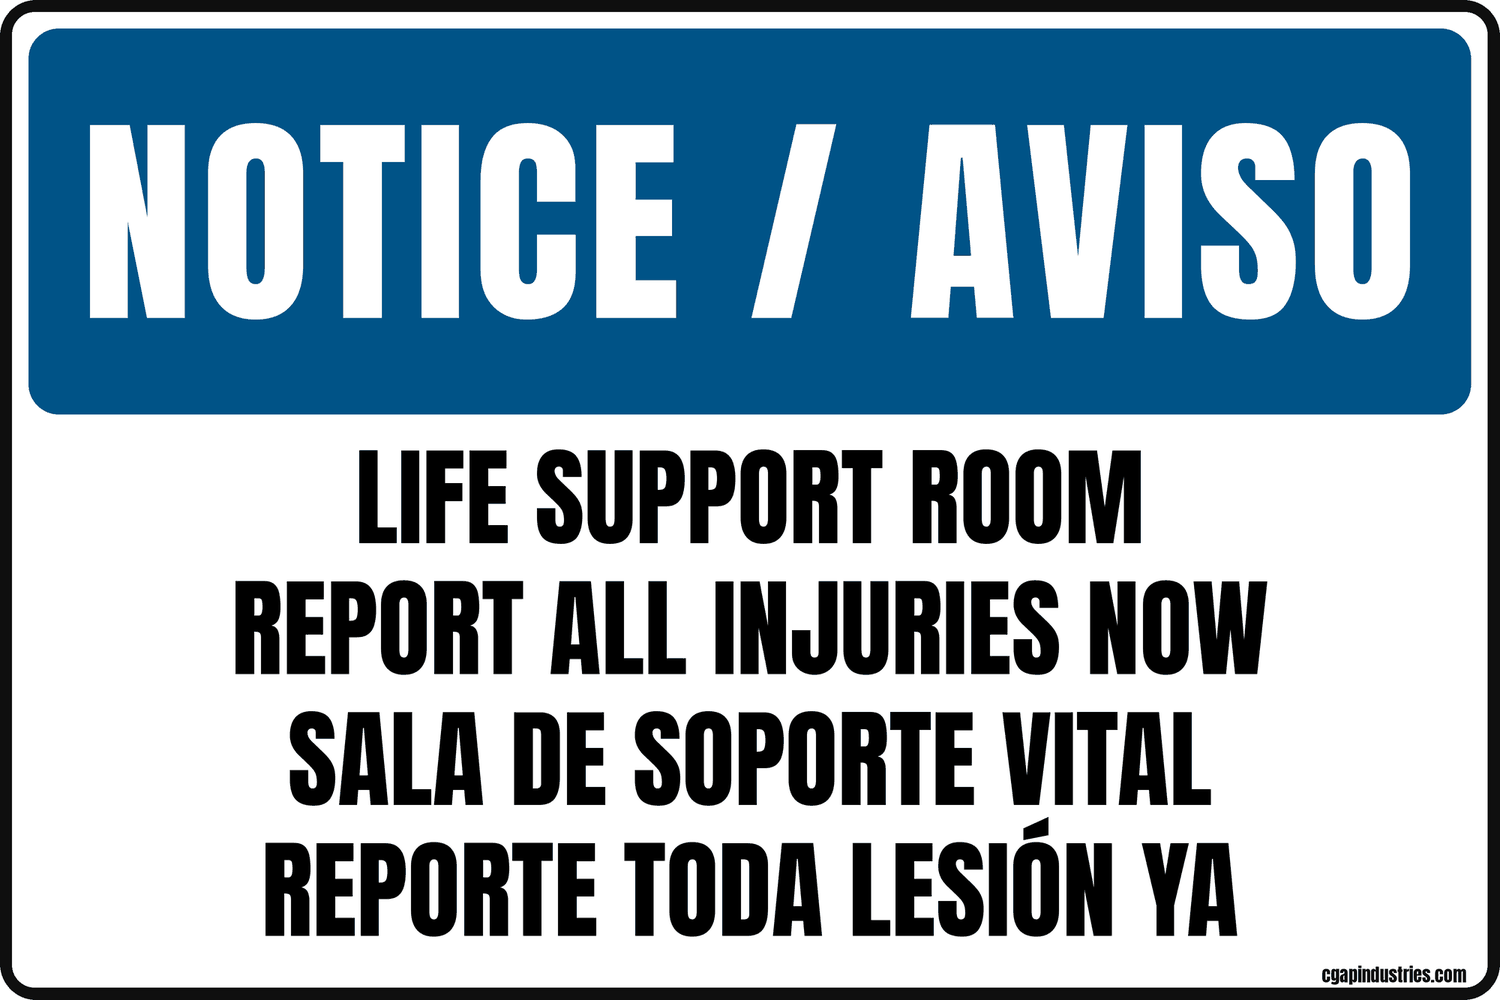 NOTICE / AVISO
LIFE SUPPORT ROOM
REPORT ALL INJURIES NOW
SALA DE SOPORTE VITAL
REPORTE TODA LESIÓN YA
cgapindustries.com